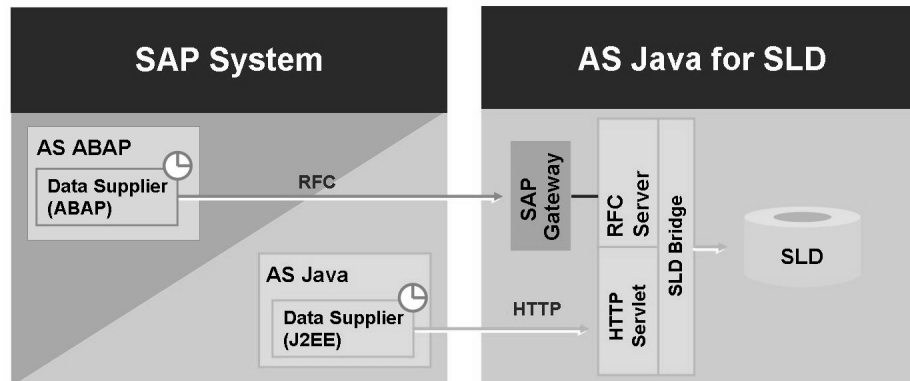 SAP System
AS ABAP
Data Supplier
(ABAP)
RFC
AS Java
Data Supplier
(J2EE)
HTTP
AS Java for SLD
SAP
Gateway
RFC
Server
HTTP
Servlet
SLD Bridge
SLD